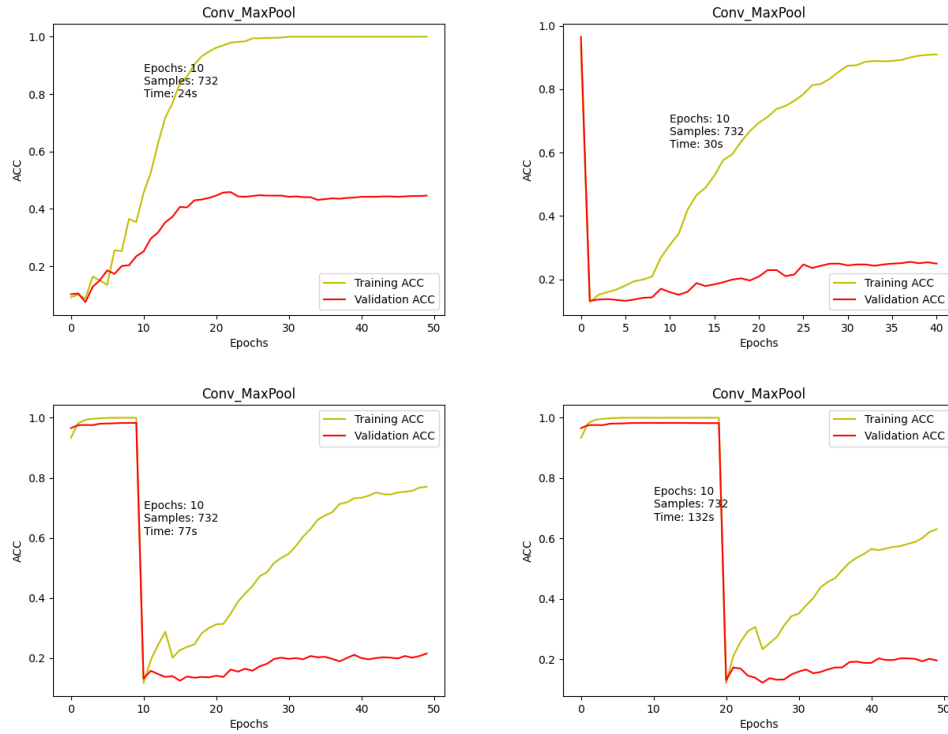 Conv_MaxPool
1.0
0.8
0.6
0.4
0.2
ACC
Epochs: 10
Samples: 732
Time: 24s
Training ACC
Validation ACC
0 10 20 30 40 50
Epochs
Conv_MaxPool
1.0
0.8
0.6
0.4
0.2
ACC
Epochs: 10
Samples: 732
Time: 30s
Training ACC
Validation ACC
0 5 10 15 20 25 30 35 40
Epochs
Conv_MaxPool
1.0
0.8
0.6
0.4
0.2
ACC
Training ACC
Validation ACC
Epochs: 10
Samples: 732
Time: 77s
0 10 20 30 40 50
Epochs
Conv_MaxPool
1.0
0.8
0.6
0.4
0.2
ACC
Training ACC
Validation ACC
Epochs: 10
Samples: 732
Time: 132s
0 10 20 30 40 50
Epochs